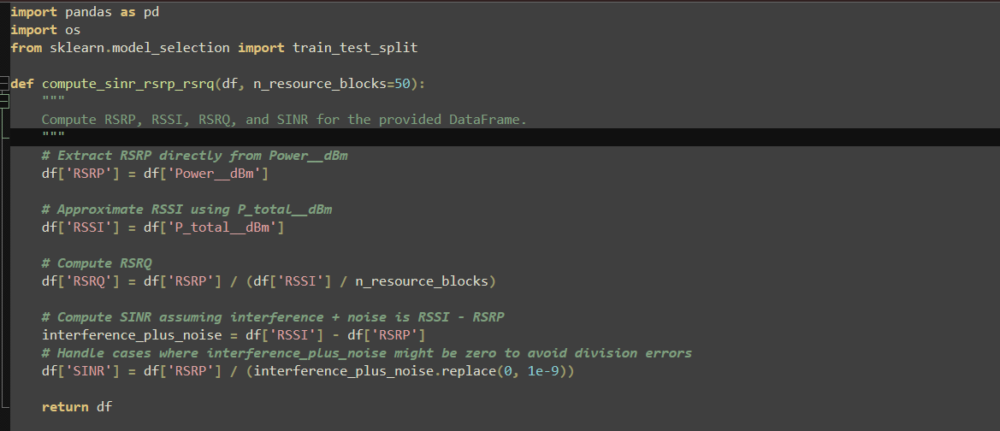 import pandas as pd
import os
from sklearn.model_selection import train_test_split
def compute_sinr_rsrp_rsrq(df, n_resource_blocks=50):
"""
Compute RSRP, RSSI, RSRQ, and SINR for the provided DataFrame.
"""
# Extract RSRP directly from Power__dBm
df['RSRP'] = df['Power__dBm']
# Approximate RSSI using P_total__dBm
df['RSSI'] = df['P_total__dBm']
# Compute RSRQ
df['RSRQ'] = df['RSRP'] / (df['RSSI'] / n_resource_blocks)
# Compute SINR assuming interference + noise is RSSI - RSRP
interference_plus_noise = df['RSSI'] - df['RSRP']
# Handle cases where interference_plus_noise might be zero to avoid division errors
df['SINR'] = df['RSRP'] / (interference_plus_noise.replace(0, 1e-9))
return df